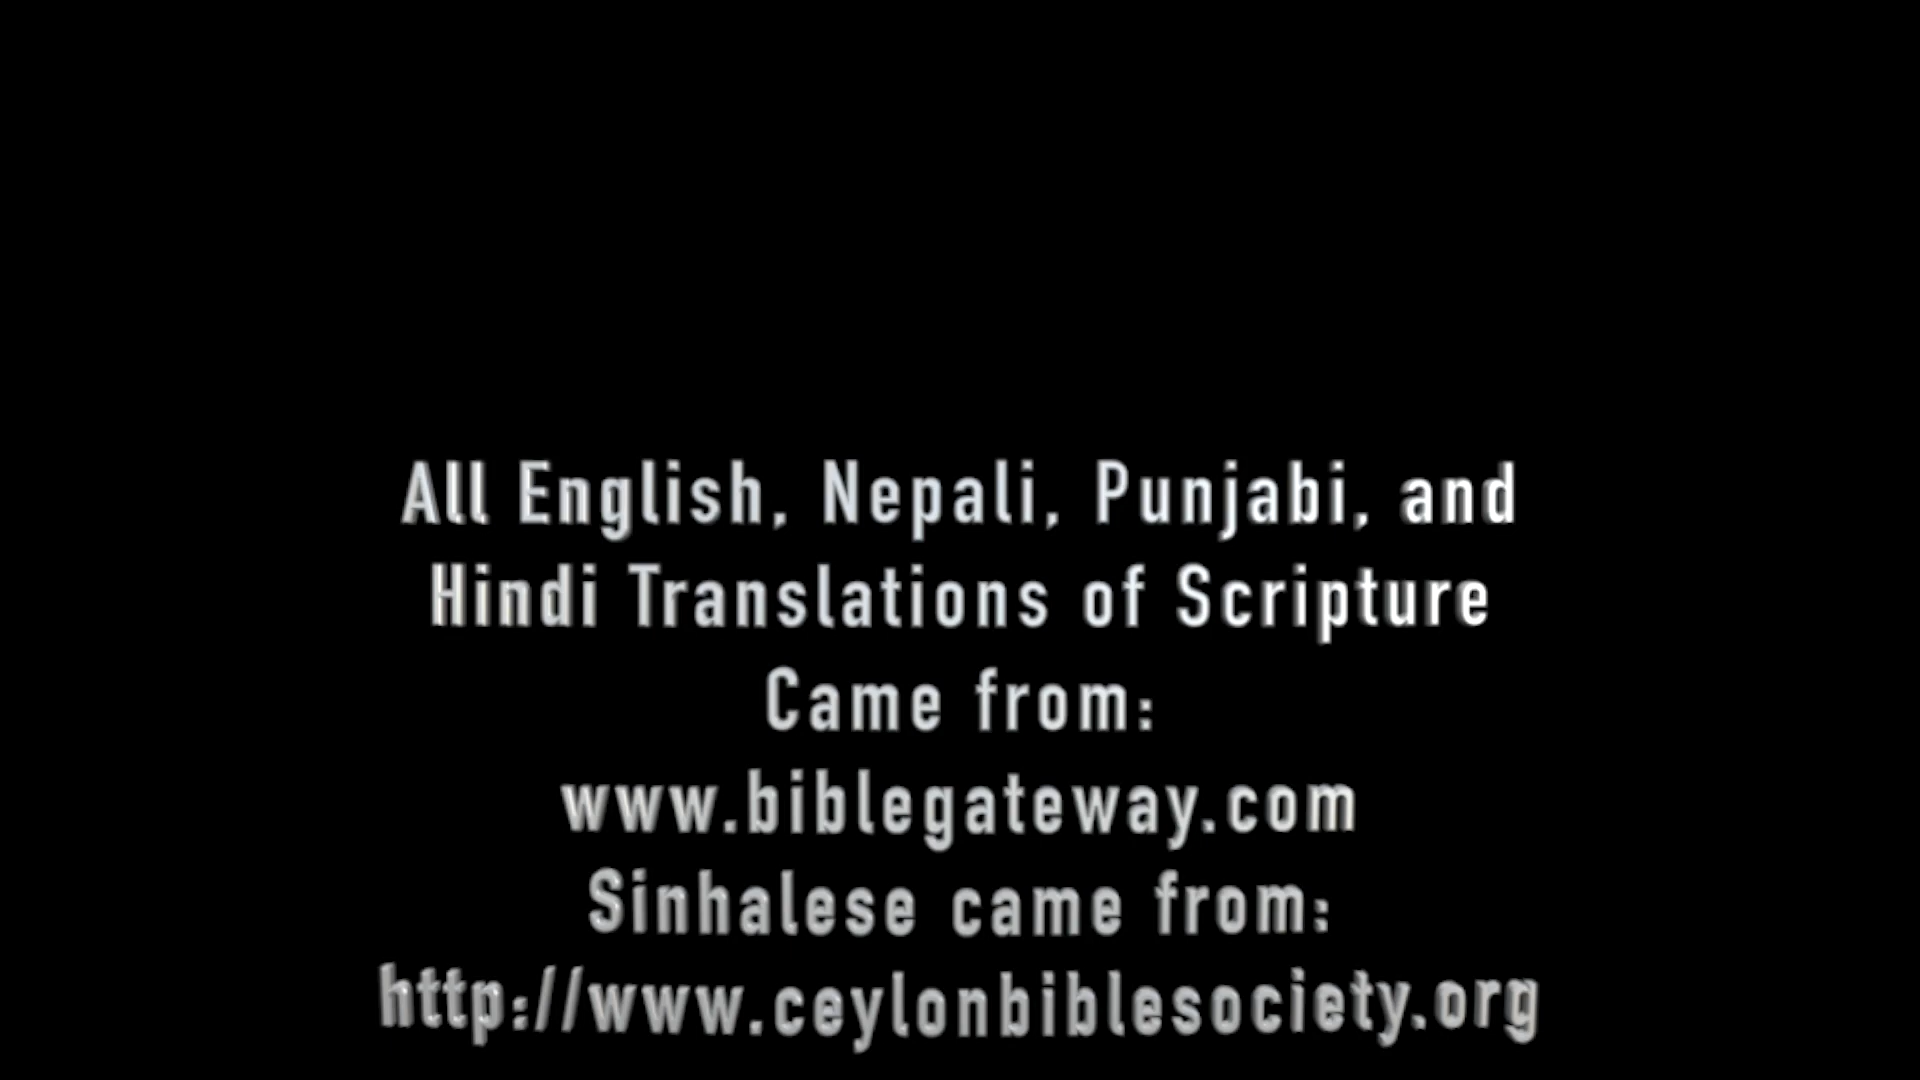 All English, Nepali, Punjabi, and
Hindi Translations of Scripture
Came from:
www.biblegateway.com
Sinhalese came from:
http://www.ceylonbiblesociety.org